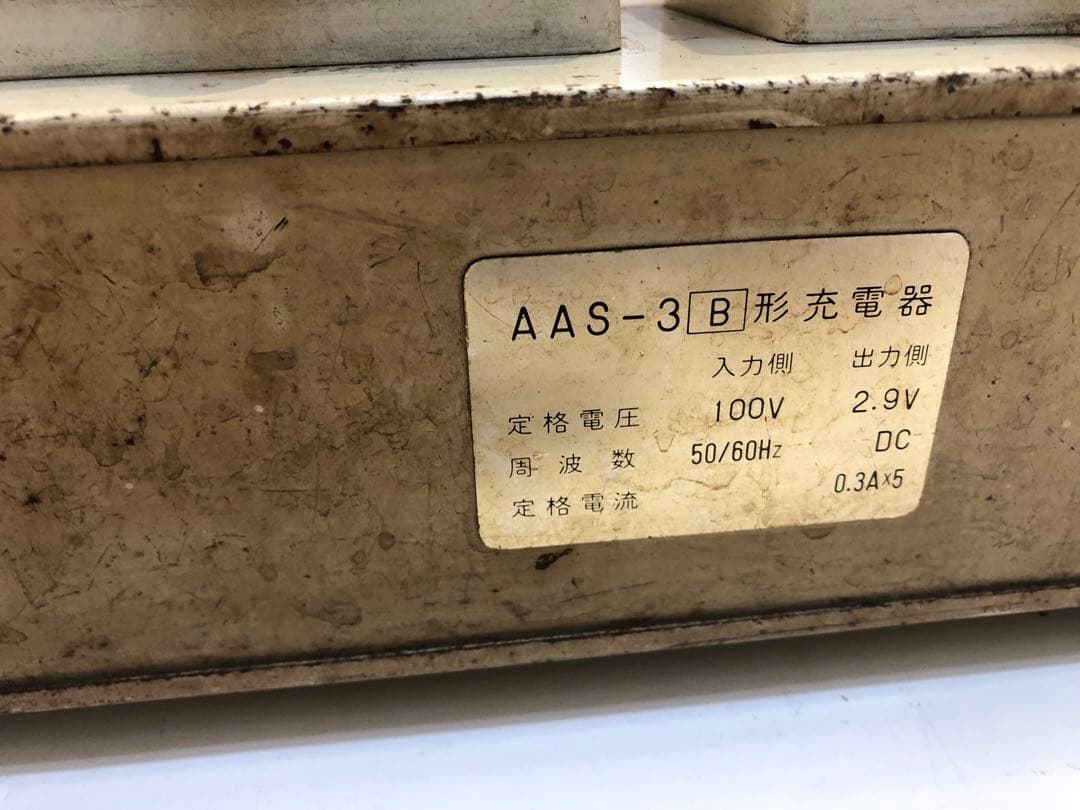 AAS-3B形充電器
入力側 出力側
定格電圧 100V 2.9V
周波数 50/60Hz DC
定格電流 0.3A×5